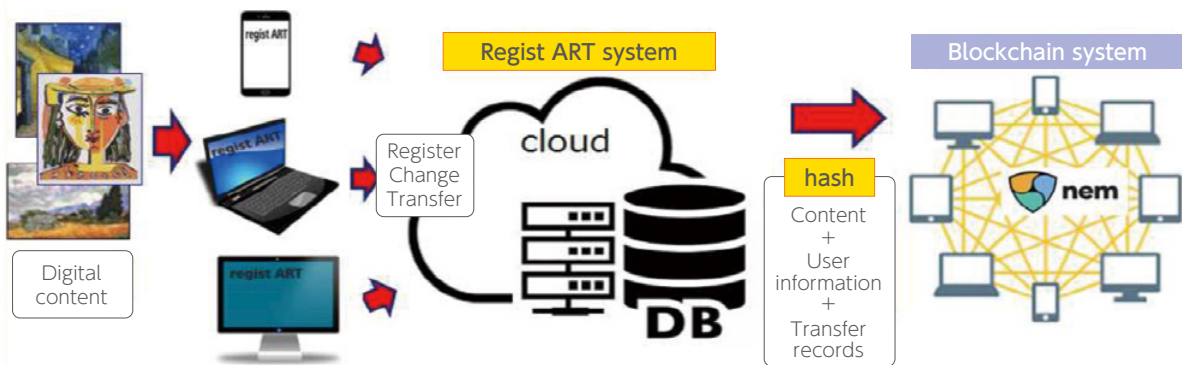 Digital
content
regist ART
regist ART
regist ART
Register
Change
Transfer
Regist ART system
cloud
DB
hash
Content
+
User
information
+
Transfer
records
Blockchain system
nem